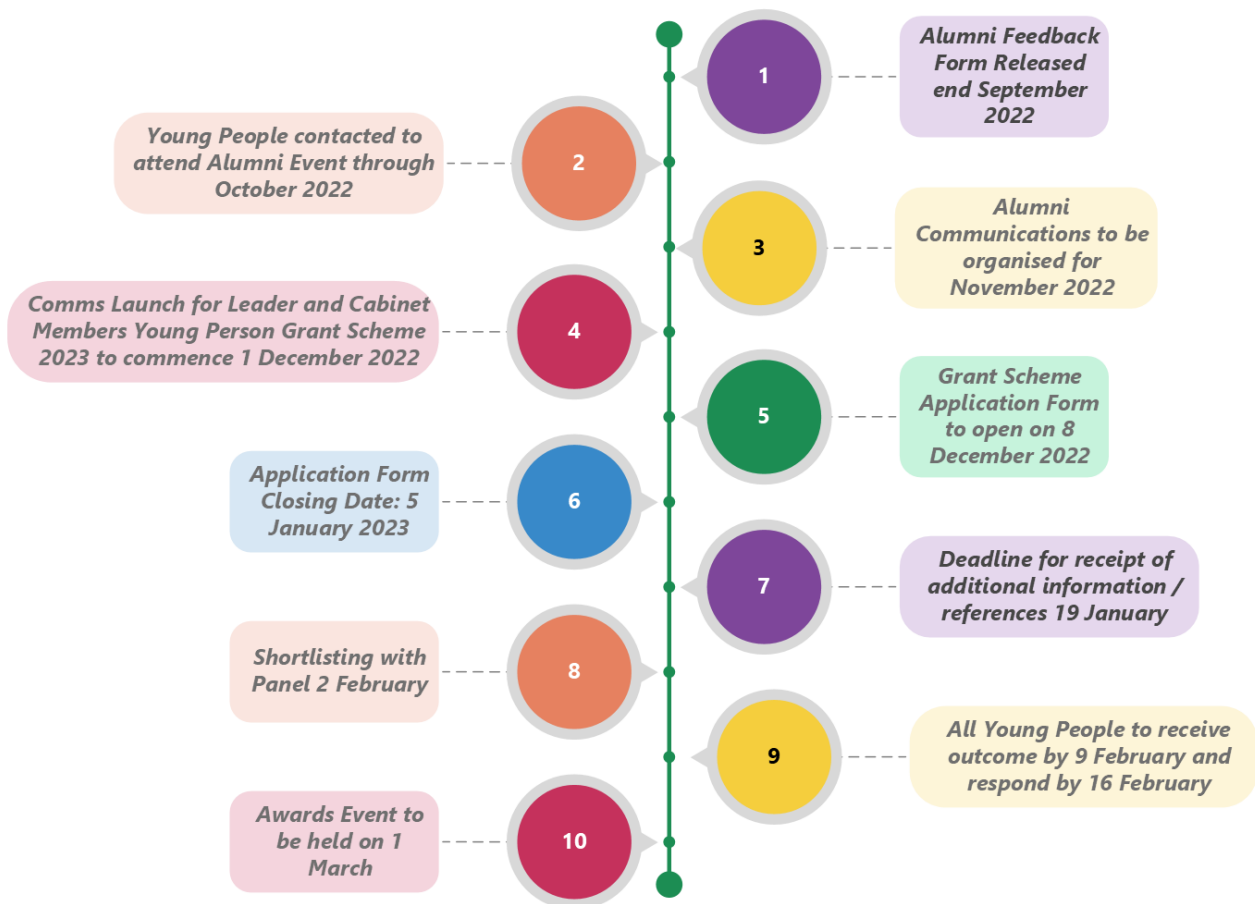 1
Alumni Feedback
Form Released
end September
2022
2
Young People contacted to
attend Alumni Event through
October 2022
3
Alumni
Communications to be
organised for
November 2022
4
Comms Launch for Leader and Cabinet
Members Young Person Grant Scheme
2023 to commence 1 December 2022
5
Grant Scheme
Application Form
to open on 8
December 2022
6
Application Form
Closing Date: 5
January 2023
7
Deadline for receipt of
additional information /
references 19 January
8
Shortlisting with
Panel 2 February
9
All Young People to receive
outcome by 9 February and
respond by 16 February
10
Awards Event to
be held on 1
March